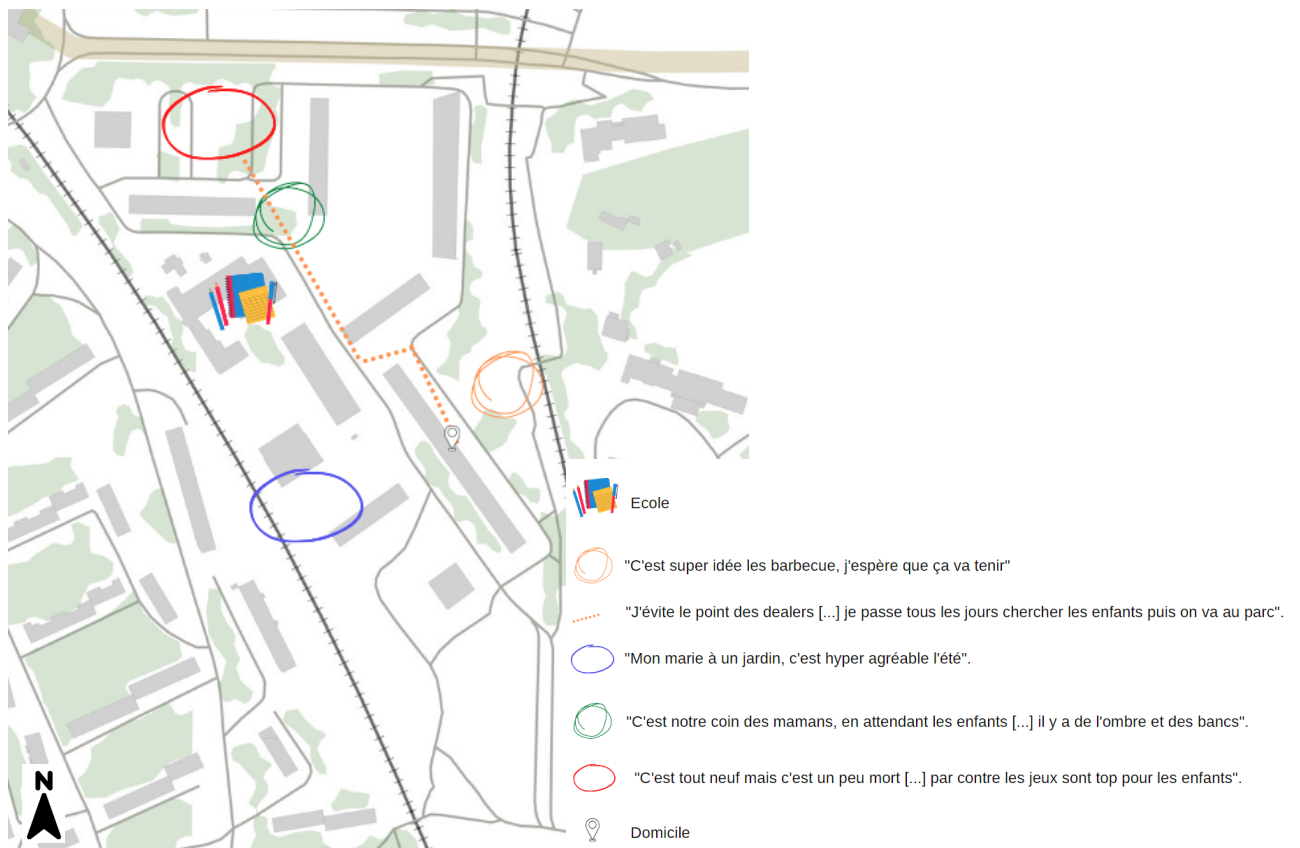 Ecole
"C'est super idée les barbecue, j'espère que ça va tenir"
"J'évite le point des dealers [...] je passe tous les jours chercher les enfants puis on va au parc".
"Mon marie à un jardin, c'est hyper agréable l'été".
"C'est notre coin des mamans, en attendant les enfants [...] il y a de l'ombre et des bancs".
"C'est tout neuf mais c'est un peu mort [...] par contre les jeux sont top pour les enfants".
N
Domicile